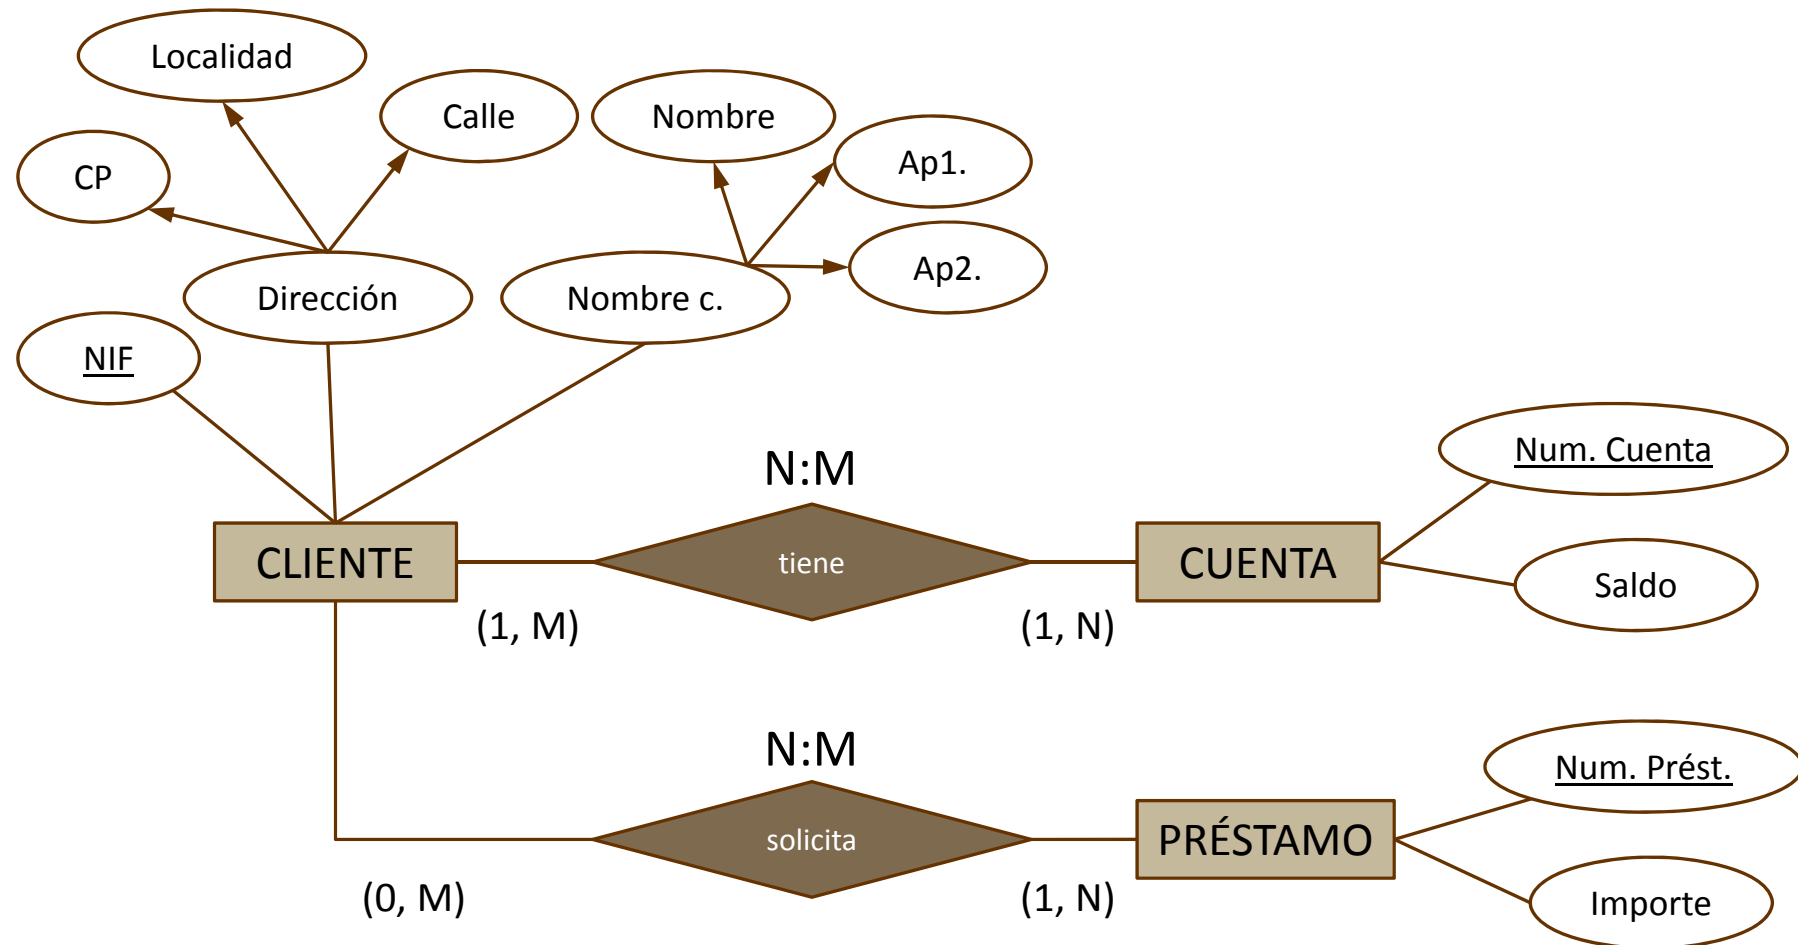 Localidad
Calle
Nombre
CP
Ap1.
Ap2.
Dirección
Nombre c.
NIF
N:M
Num. Cuenta
CLIENTE
tiene
CUENTA
Saldo
(1, M)
(1, N)
N:M
Num. Prést.
solicita
PRÉSTAMO
(0, M)
(1, N)
Importe